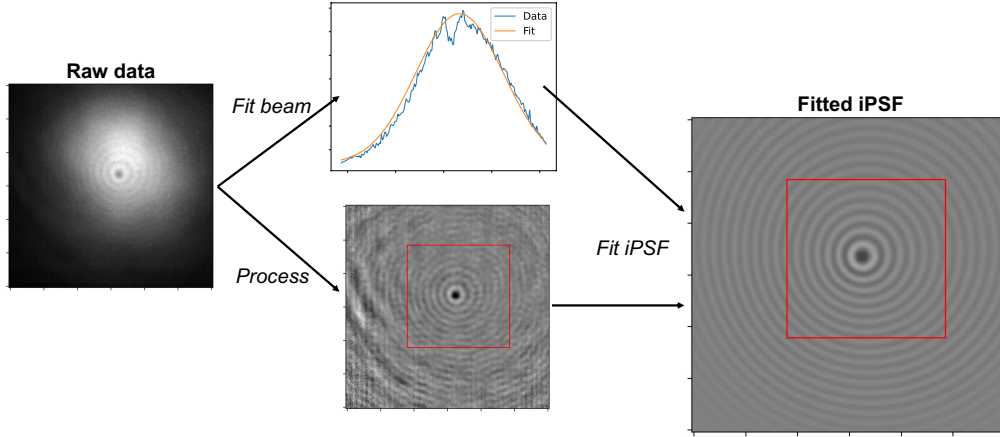 Raw data
Fit beam
Data
Fit
Process
Fit iPSF
Fitted iPSF